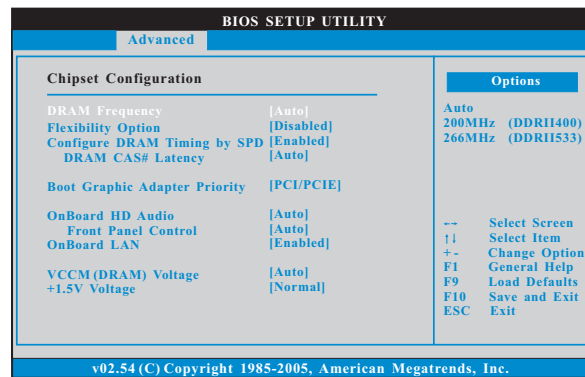 BIOS SETUP UTILITY
Advanced
Chipset Configuration
DRAM Frequency [Auto]
Flexibility Option [Disabled]
Configure DRAM Timing by SPD [Enabled]
DRAM CAS# Latency [Auto]
Boot Graphic Adapter Priority [PCI/PCIE]
OnBoard HD Audio [Auto]
Front Panel Control [Auto]
OnBoard LAN [Enabled]
VCCM (DRAM) Voltage [Auto]
+1.5V Voltage [Normal]
Options
Auto
200MHz (DDRII400)
266MHz (DDRII533)
←→ Select Screen
↑↓ Select Item
+ - Change Option
F1 General Help
F9 Load Defaults
F10 Save and Exit
ESC Exit
v02.54 (C) Copyright 1985-2005, American Megatrends, Inc.